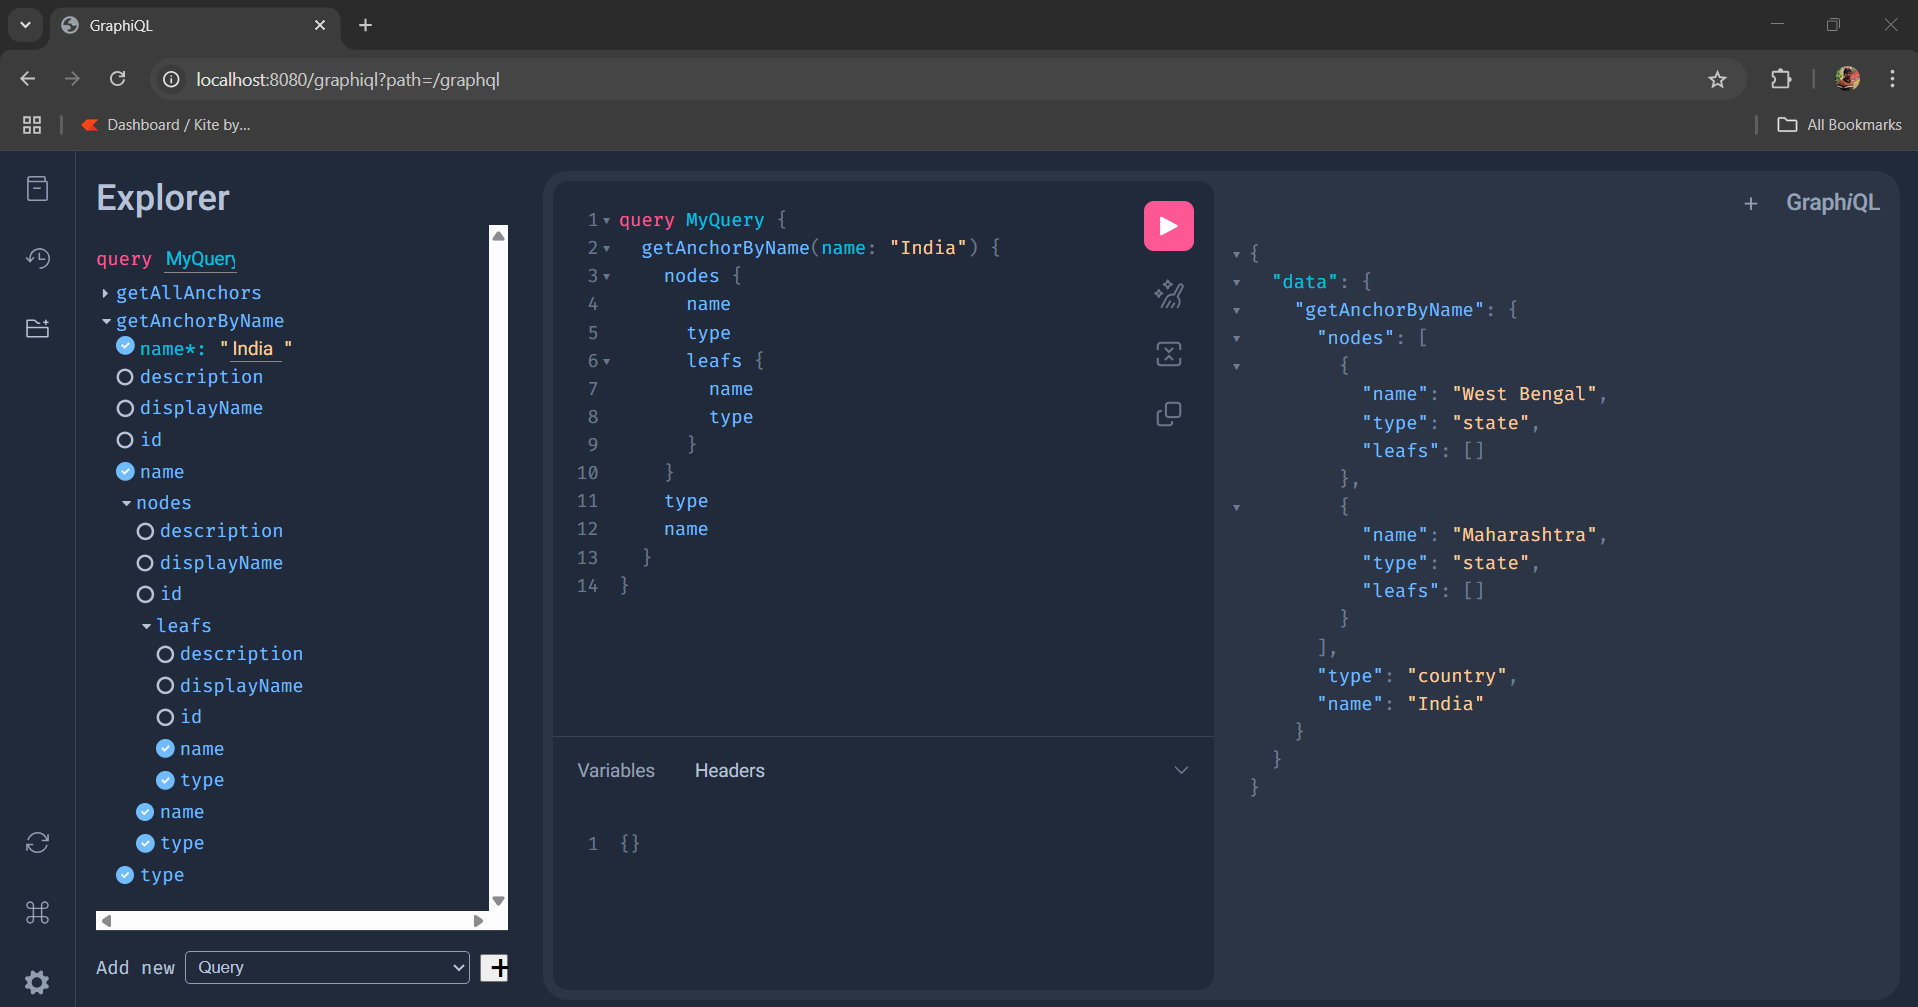 GraphiQL
localhost:8080/graphiql?path=/graphql
Dashboard / Kite by...
All Bookmarks
Explorer
query MyQuery
getAllAnchors
getAnchorByName
name*: "India "
description
displayName
id
name
nodes
description
displayName
id
leafs
description
displayName
id
name
type
name
type
type
Add new Query +
1 query MyQuery {
2 getAnchorByName(name: "India") {
3 nodes {
4 name
5 type
6 leafs {
7 name
8 type
9 }
10 }
11 type
12 name
13 }
14 }
Variables Headers
1 {}
+ GraphiQL
{
"data": {
"getAnchorByName": {
"nodes": [
{
"name": "West Bengal",
"type": "state",
"leafs": []
},
{
"name": "Maharashtra",
"type": "state",
"leafs": []
}
],
"type": "country",
"name": "India"
}
}
}